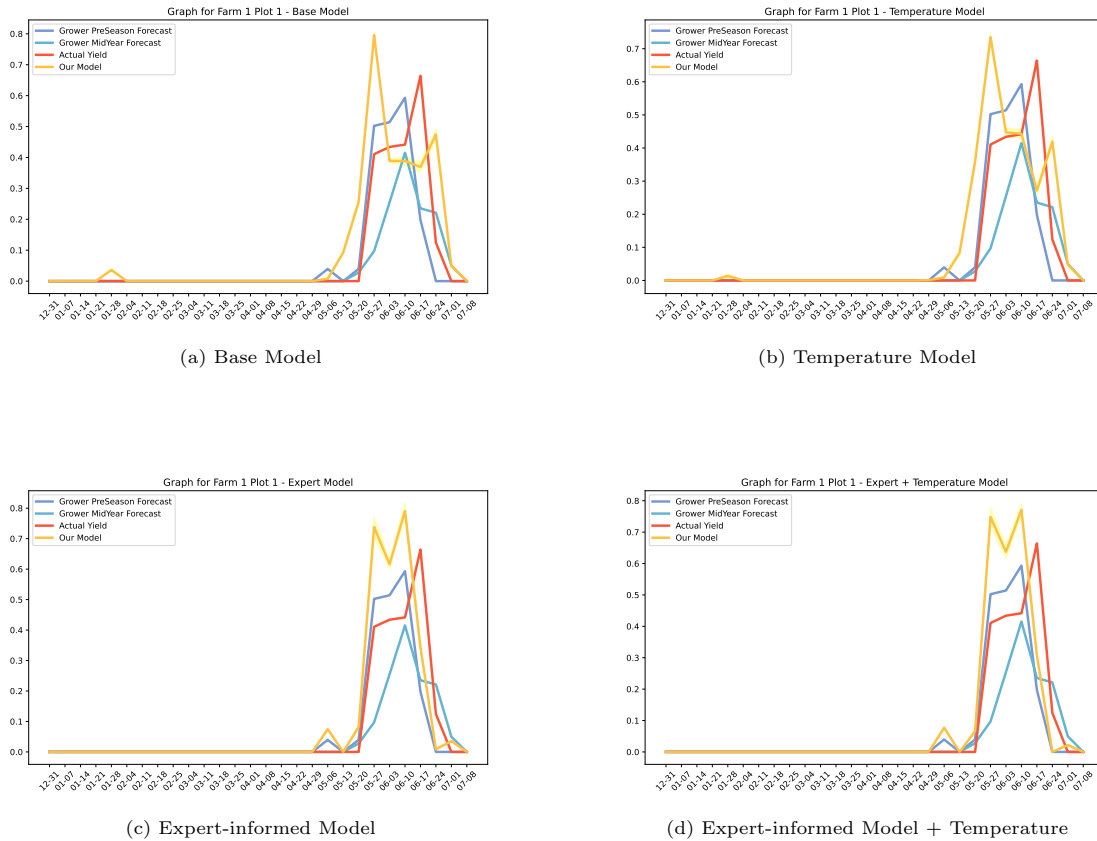 Graph for Farm 1 Plot 1 - Base Model
Grower PreSeason Forecast
Grower MidYear Forecast
Actual Yield
Our Model
0.8
0.7
0.6
0.5
0.4
0.3
0.2
0.1
0.0
12-31 01-07 01-14 01-21 01-28 02-04 02-11 02-18 02-25 03-04 03-11 03-18 03-25 04-01 04-08 04-15 04-22 04-29 05-06 05-13 05-20 05-27 06-03 06-10 06-17 06-24 07-01 07-08
(a) Base Model
Graph for Farm 1 Plot 1 - Temperature Model
Grower PreSeason Forecast
Grower MidYear Forecast
Actual Yield
Our Model
0.7
0.6
0.5
0.4
0.3
0.2
0.1
0.0
12-31 01-07 01-14 01-21 01-28 02-04 02-11 02-18 02-25 03-04 03-11 03-18 03-25 04-01 04-08 04-15 04-22 04-29 05-06 05-13 05-20 05-27 06-03 06-10 06-17 06-24 07-01 07-08
(b) Temperature Model
Graph for Farm 1 Plot 1 - Expert Model
Grower PreSeason Forecast
Grower MidYear Forecast
Actual Yield
Our Model
0.8
0.7
0.6
0.5
0.4
0.3
0.2
0.1
0.0
12-31 01-07 01-14 01-21 01-28 02-04 02-11 02-18 02-25 03-04 03-11 03-18 03-25 04-01 04-08 04-15 04-22 04-29 05-06 05-13 05-20 05-27 06-03 06-10 06-17 06-24 07-01 07-08
(c) Expert-informed Model
Graph for Farm 1 Plot 1 - Expert + Temperature Model
Grower PreSeason Forecast
Grower MidYear Forecast
Actual Yield
Our Model
0.8
0.7
0.6
0.5
0.4
0.3
0.2
0.1
0.0
12-31 01-07 01-14 01-21 01-28 02-04 02-11 02-18 02-25 03-04 03-11 03-18 03-25 04-01 04-08 04-15 04-22 04-29 05-06 05-13 05-20 05-27 06-03 06-10 06-17 06-24 07-01 07-08
(d) Expert-informed Model + Temperature